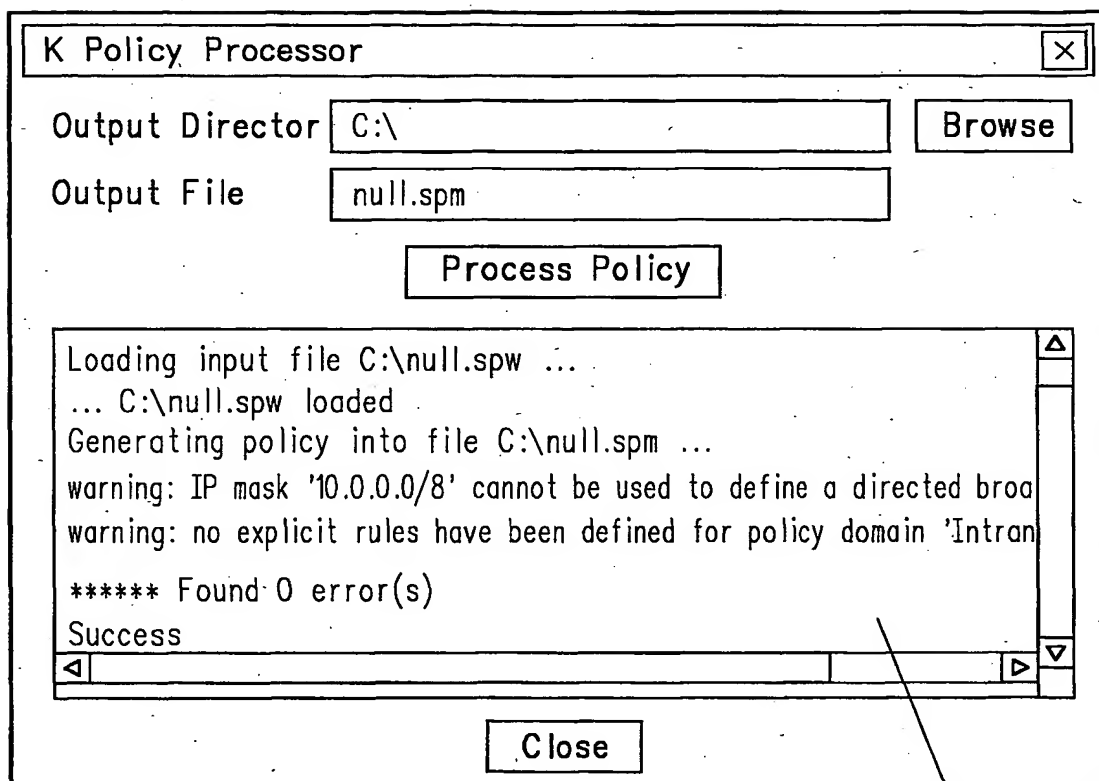 K Policy Processor
Output Director C:\ Browse
Output File null.spm
Process Policy
Loading input file C:\null.spw ...
... C:\null.spw loaded
Generating policy into file C:\null.spm ...
warning: IP mask '10.0.0.0/8' cannot be used to define a directed broa
warning: no explicit rules have been defined for policy domain 'Intran
****** Found 0 error(s)
Success
Close